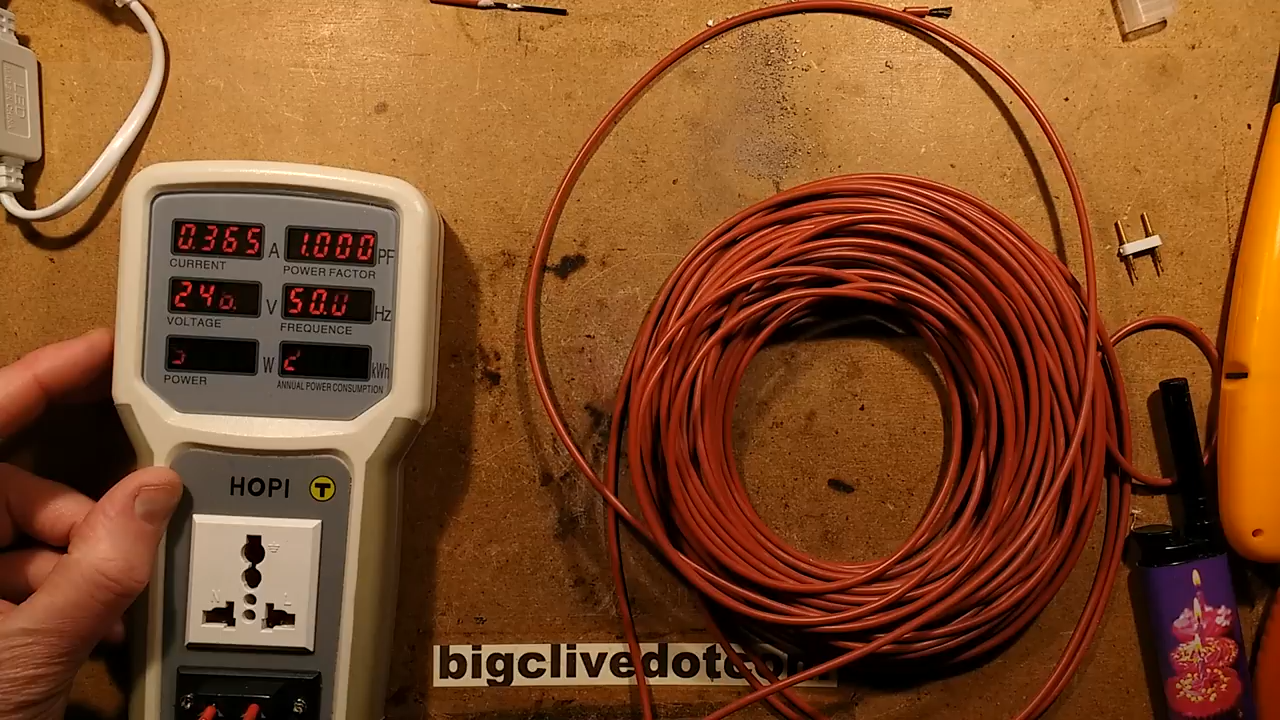 0.365 A 1.000 PF
CURRENT POWER FACTOR
V 50.0 Hz
VOLTAGE FREQUENCE
W kWh
POWER ANNUAL POWER CONSUMPTION
HOPI T
N L
LED
bigclivedotcom